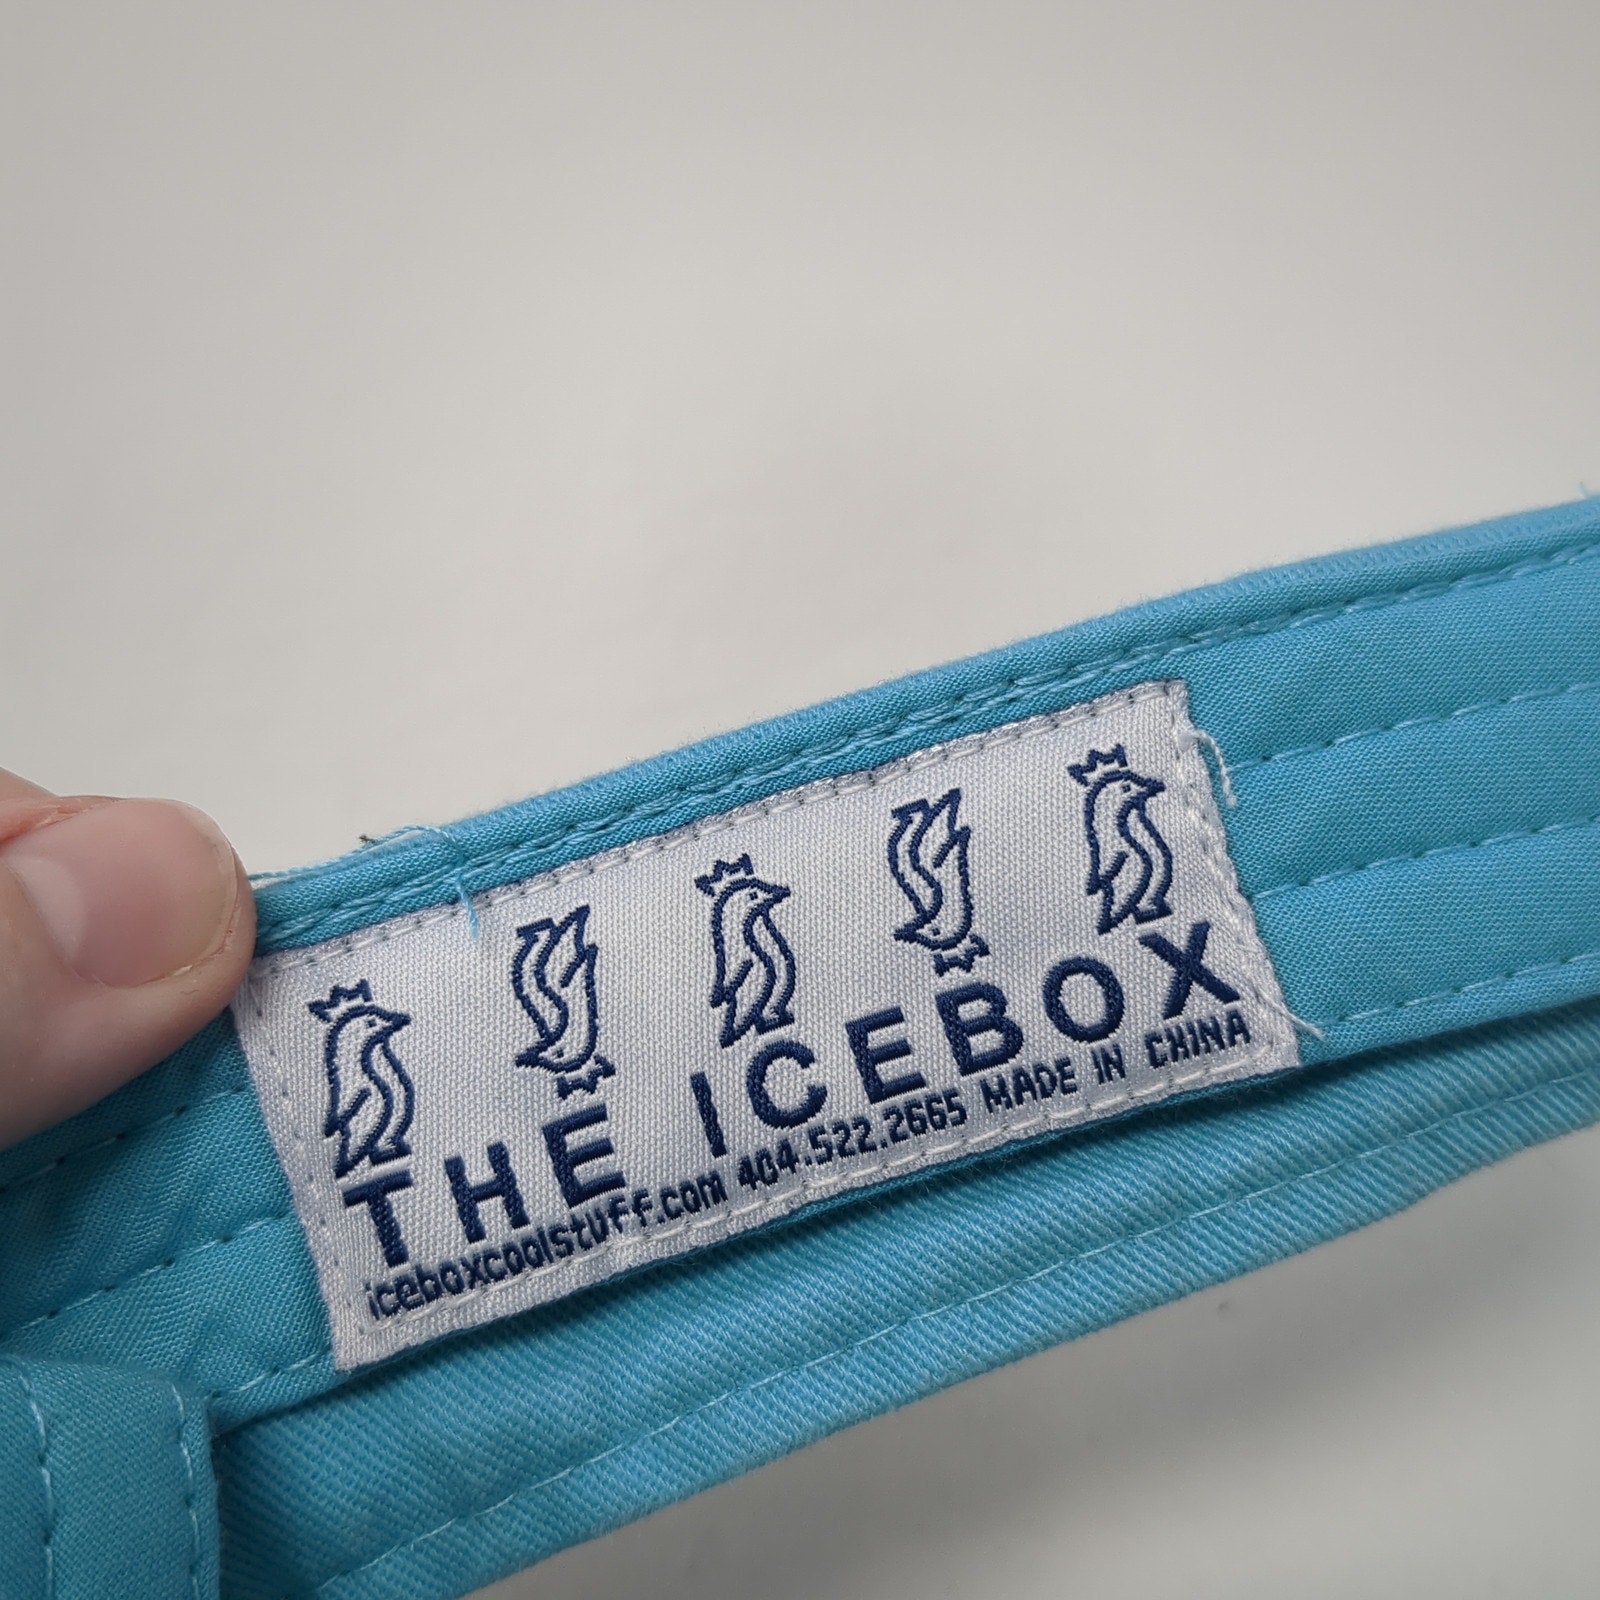 THE ICEBOX
iceboxcoolstuff.com 404.522.2665 MADE IN CHINA